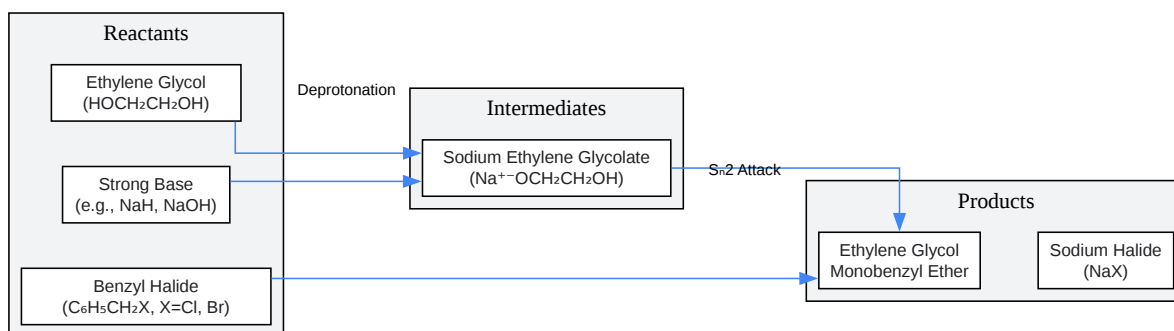 Reactants
Ethylene Glycol
(HOCH₂CH₂OH)
Strong Base
(e.g., NaH, NaOH)
Benzyl Halide
(C₆H₅CH₂X, X=Cl, Br)
Deprotonation
Intermediates
Sodium Ethylene Glycolate
(Na⁺⁻OCH₂CH₂OH)
Sₙ2 Attack
Products
Ethylene Glycol
Monobenzyl Ether
Sodium Halide
(NaX)